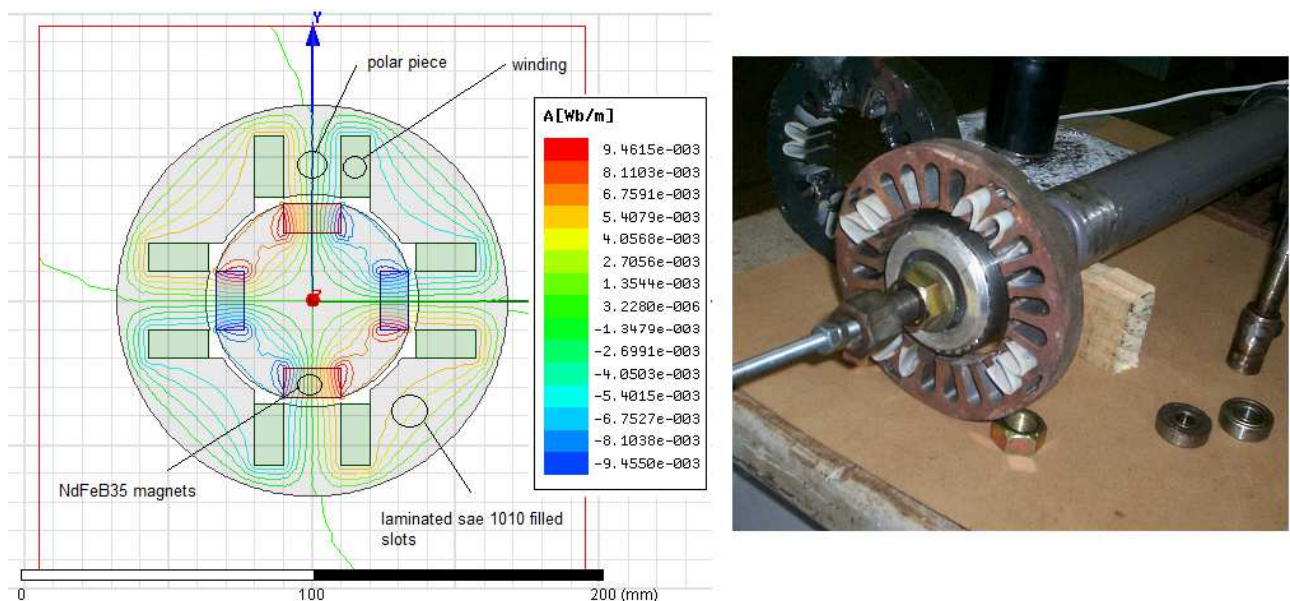 Y
polar piece
winding
A[Wb/m]
9.4615e-003
8.1103e-003
6.7591e-003
5.4079e-003
4.0568e-003
2.7056e-003
1.3544e-003
3.2280e-006
-1.3479e-003
-2.6991e-003
-4.0503e-003
-5.4015e-003
-6.7527e-003
-8.1038e-003
-9.4550e-003
NdFeB35 magnets
laminated sae 1010 filled
slots
0
100
200 (mm)